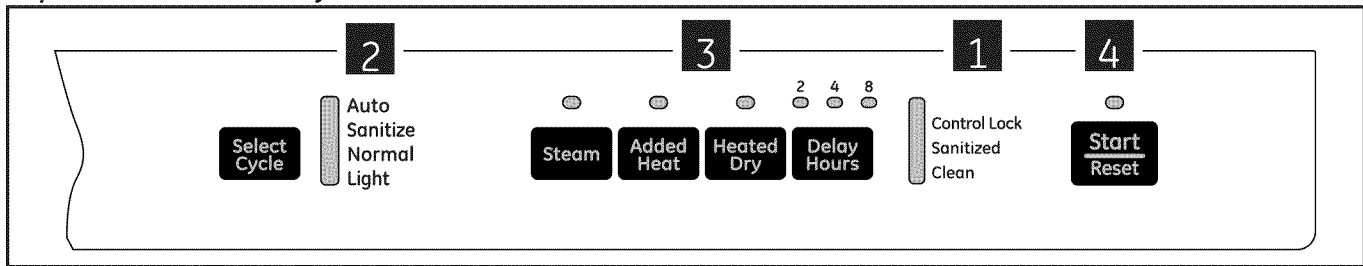 2
3
1
4
2 4 8
Auto
Sanitize
Normal
Light
Select
Cycle
Steam
Added
Heat
Heated
Dry
Delay
Hours
Control Lock
Sanitized
Clean
Start
Reset